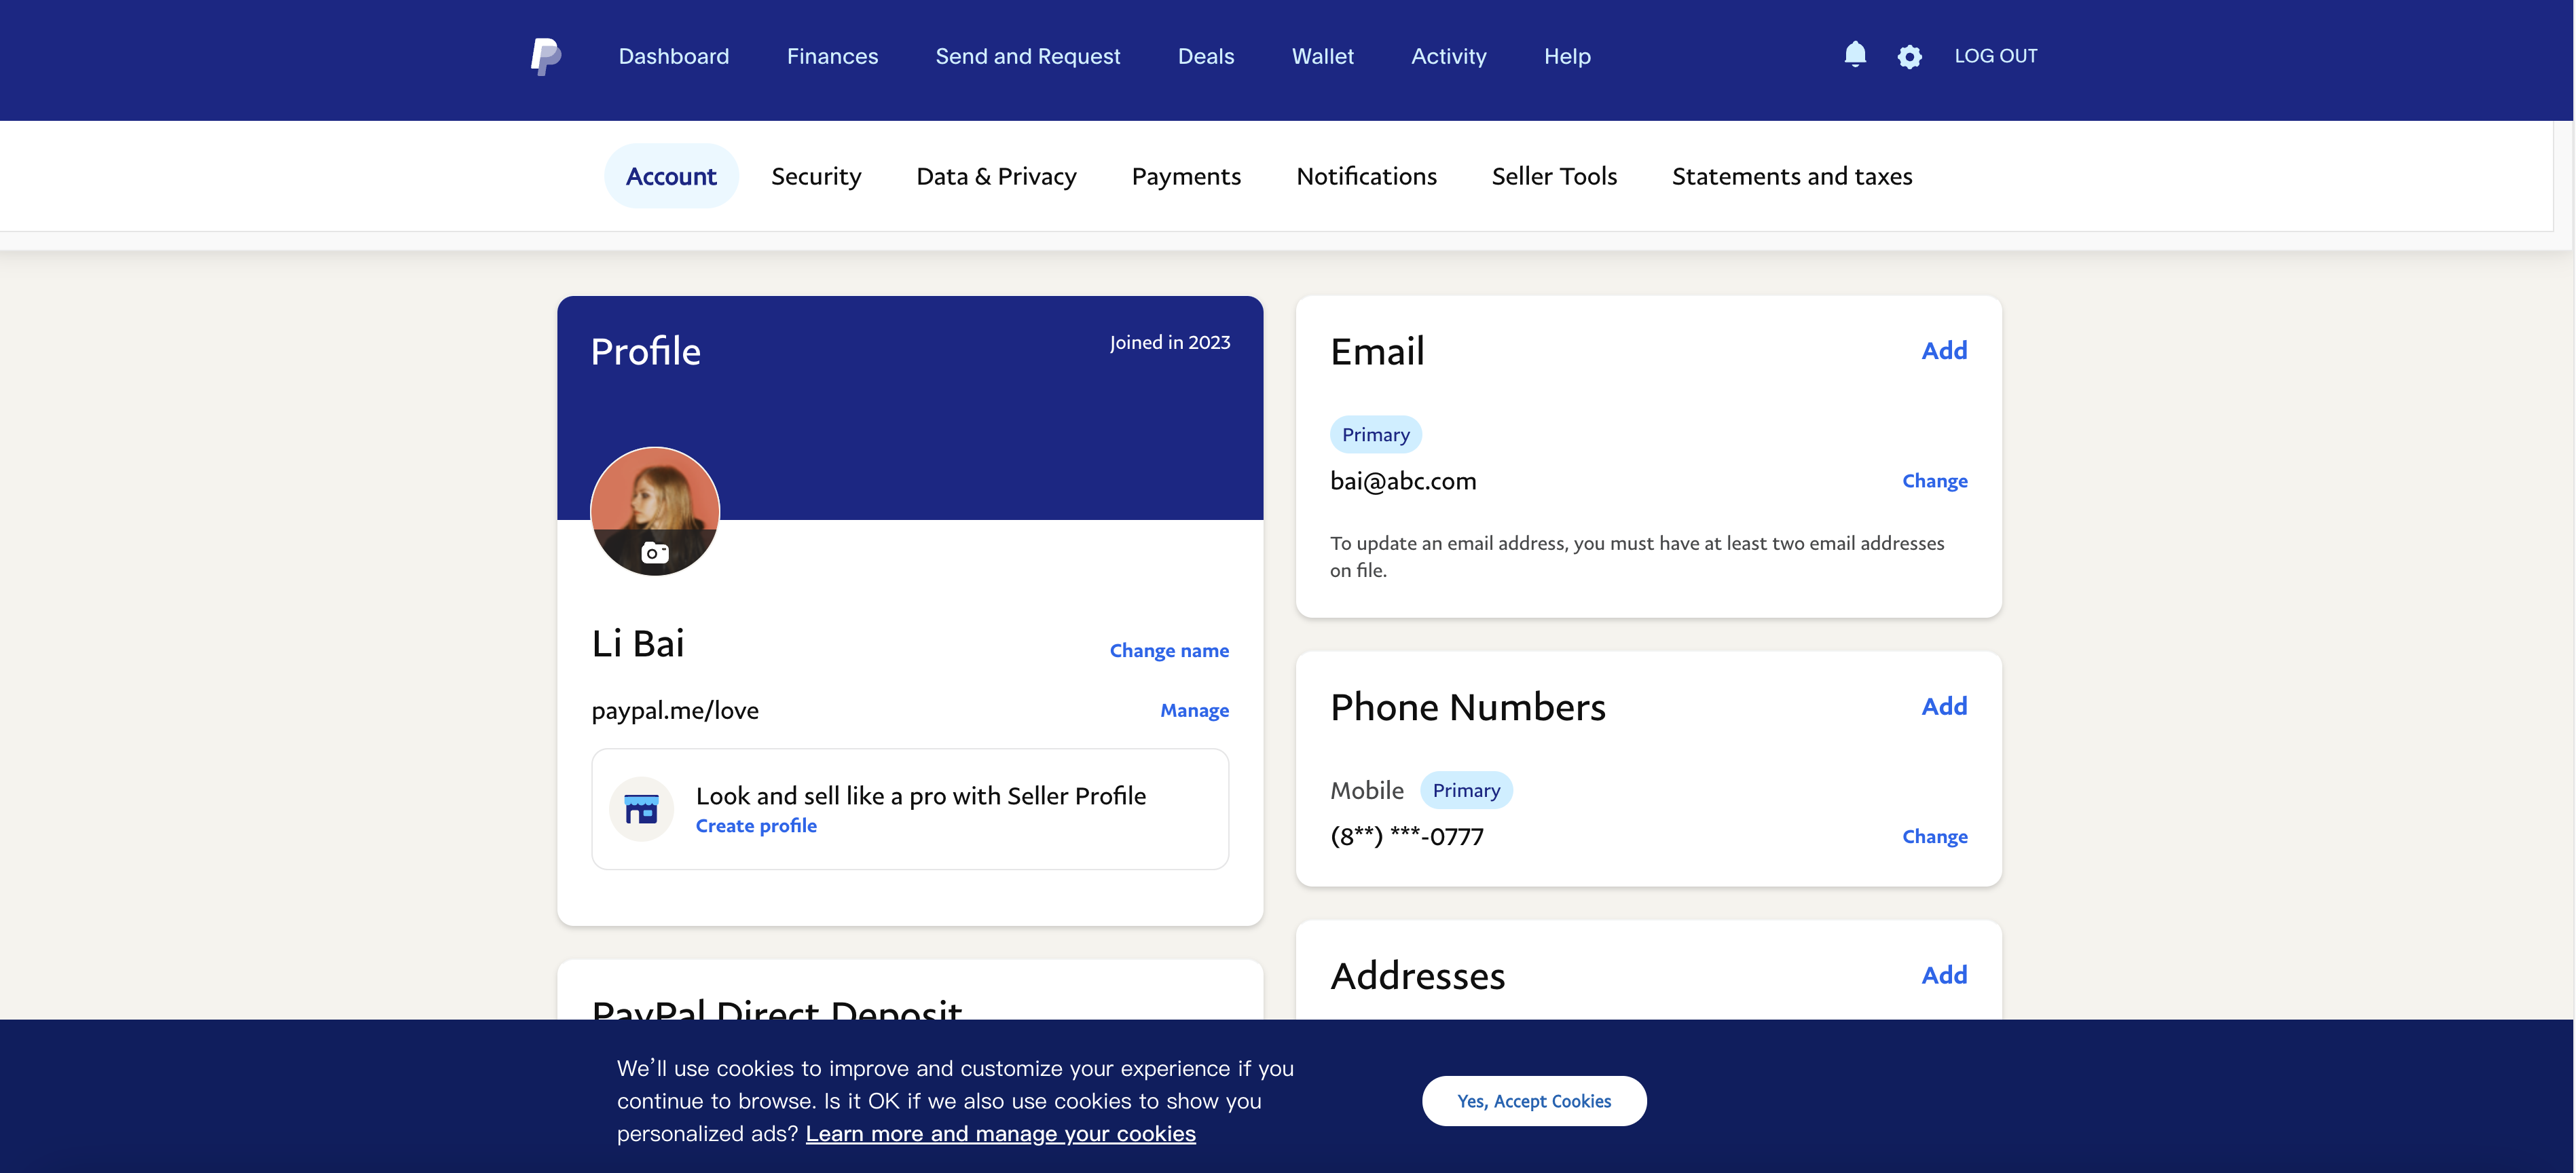 Dashboard Finances Send and Request Deals Wallet Activity Help LOG OUT
Account Security Data & Privacy Payments Notifications Seller Tools Statements and taxes
Profile
Joined in 2023
Li Bai
Change name
paypal.me/love
Manage
Look and sell like a pro with Seller Profile
Create profile
PayPal Direct Deposit
Email
Add
Primary
bai@abc.com
Change
To update an email address, you must have at least two email addresses
on file.
Phone Numbers
Add
Mobile Primary
(8**) ***-0777
Change
Addresses
Add
We'll use cookies to improve and customize your experience if you
continue to browse. Is it OK if we also use cookies to show you
personalized ads? Learn more and manage your cookies
Yes, Accept Cookies